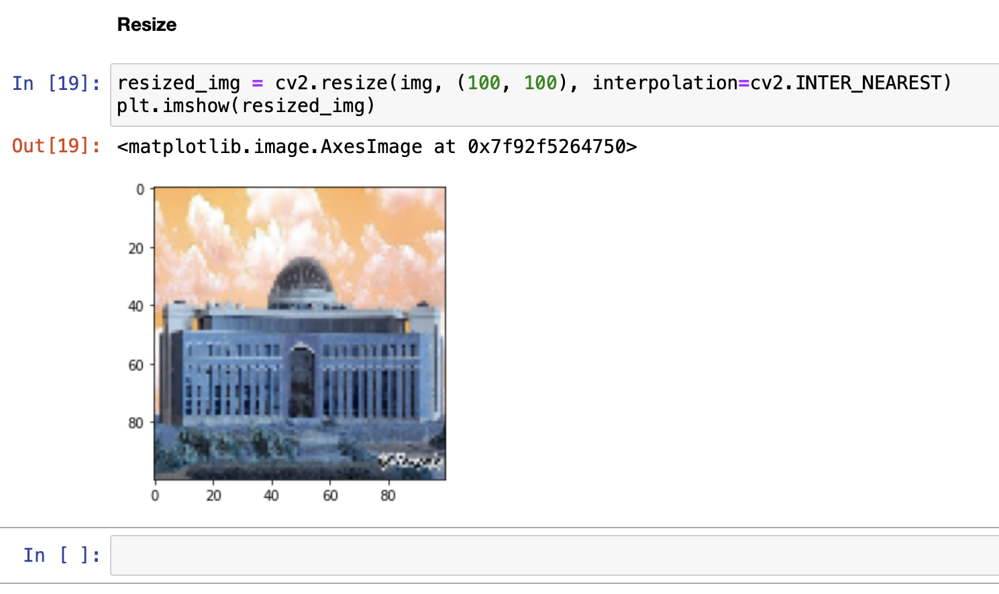 Resize
In [19]: resized_img = cv2.resize(img, (100, 100), interpolation=cv2.INTER_NEAREST)
plt.imshow(resized_img)
Out[19]: <matplotlib.image.AxesImage at 0x7f92f5264750>
0
20
40
60
80
0 20 40 60 80
In [ ]: